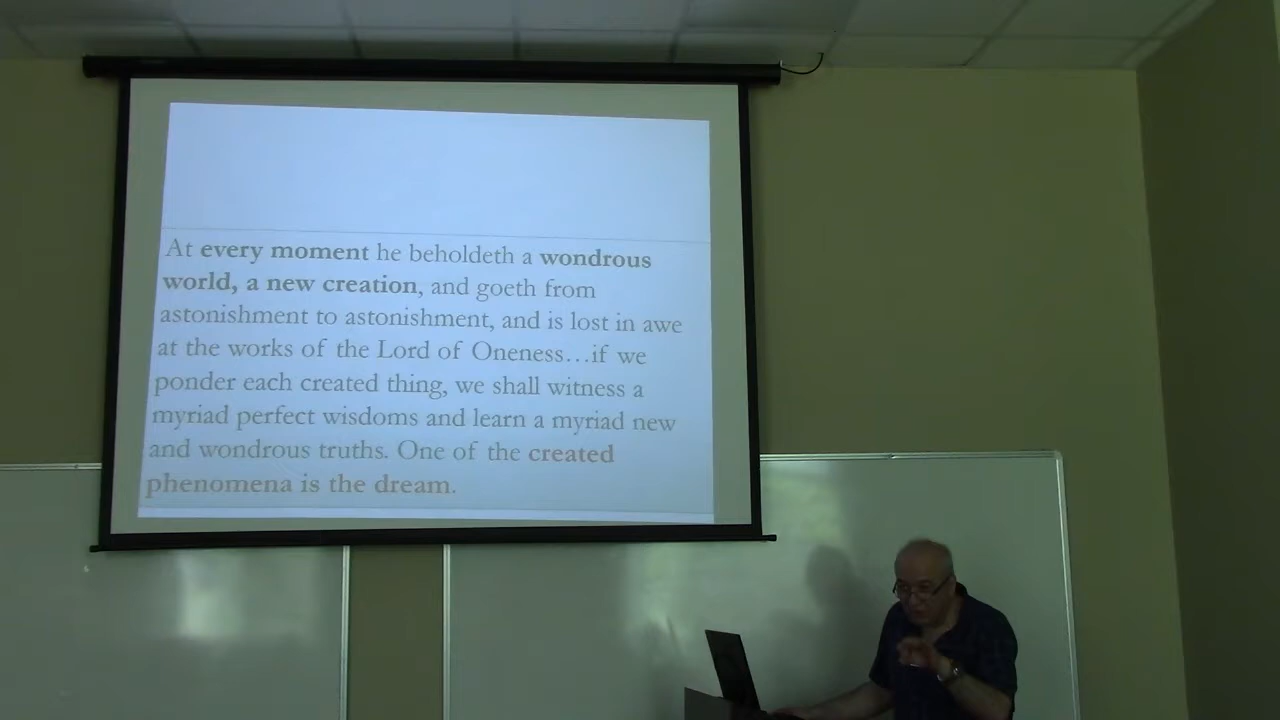 At every moment he beholdeth a wondrous
world, a new creation, and goeth from
astonishment to astonishment, and is lost in awe
at the works of the Lord of Oneness…if we
ponder each created thing, we shall witness a
myriad perfect wisdoms and learn a myriad new
and wondrous truths. One of the created
phenomena is the dream.